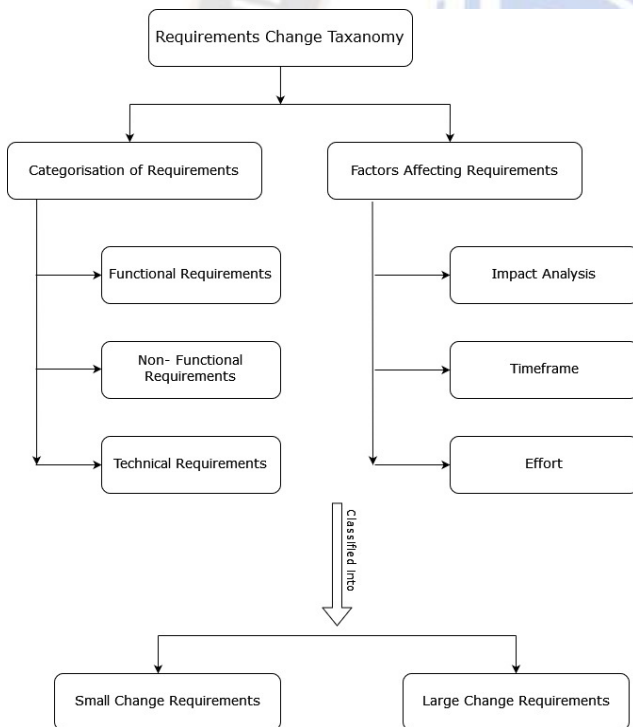 Requirements Change Taxanomy
Categorisation of Requirements
Factors Affecting Requirements
Functional Requirements
Impact Analysis
Non- Functional
Requirements
Timeframe
Technical Requirements
Effort
Classified Into
Small Change Requirements
Large Change Requirements